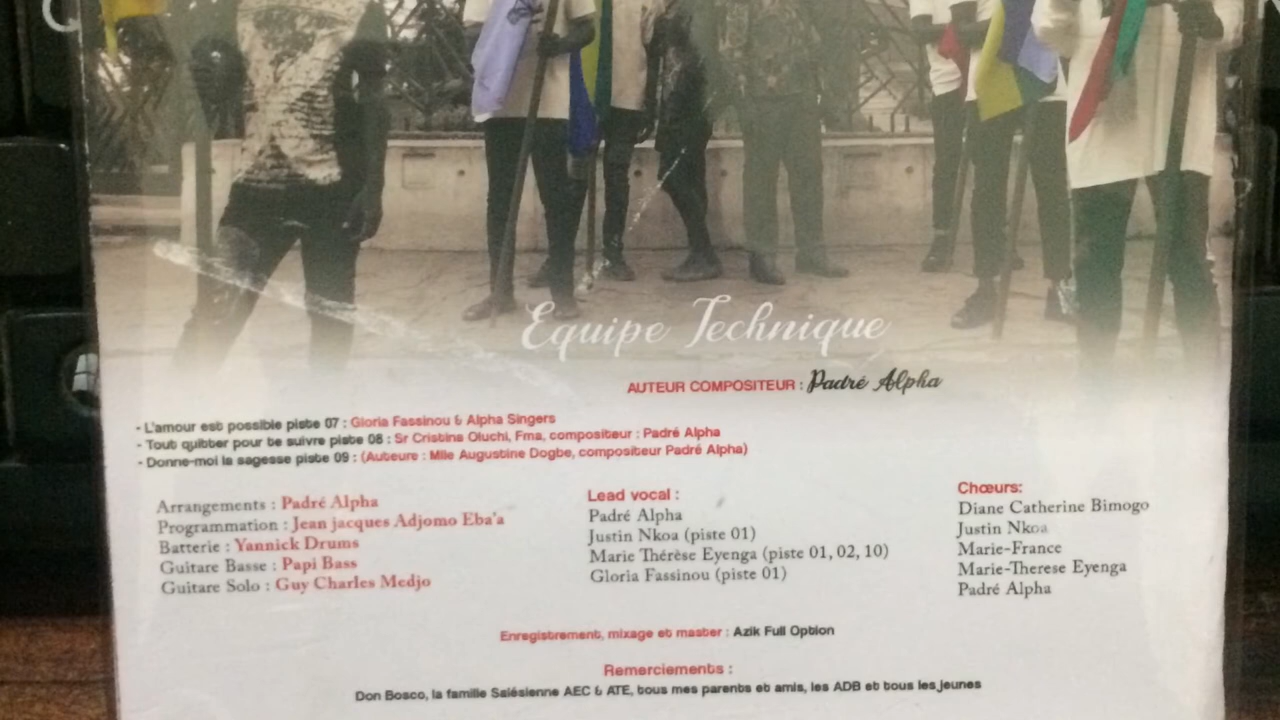 Equipe Technique
AUTEUR COMPOSITEUR : Padré Alpha
- L'amour est possible piste 07 : Gloria Fassinou & Alpha Singers
- Tout quitter pour te suivre piste 08 : Sr Cristina Oluchi, Fma, compositeur : Padré Alpha
- Donne-moi la sagesse piste 09 : (Auteure : Mlle Augustine Dogbe, compositeur Padré Alpha)
Arrangements : Padré Alpha
Programmation : Jean jacques Adjomo Eba'a
Batterie : Yannick Drums
Guitare Basse : Papi Bass
Guitare Solo : Guy Charles Medjo
Lead vocal :
Padré Alpha
Justin Nkoa (piste 01)
Marie Thérèse Eyenga (piste 01, 02, 10)
Gloria Fassinou (piste 01)
Chœurs:
Diane Catherine Bimogo
Justin Nkoa
Marie-France
Marie-Therese Eyenga
Padré Alpha
Enregistrement, mixage et master : Azik Full Option
Remerciements :
Don Bosco, la famille Salésienne AEC & ATE, tous mes parents et amis, les ADB et tous les jeunes